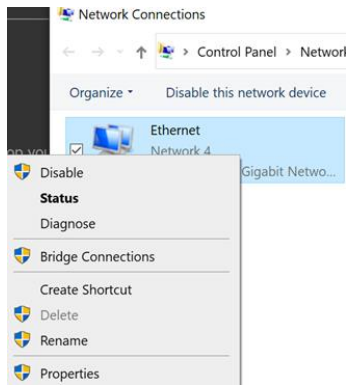 Network Connections
Control Panel > Network
Organize Disable this network device
Ethernet
Network 4
Gigabit Netwo...
Disable
Status
Diagnose
Bridge Connections
Create Shortcut
Delete
Rename
Properties